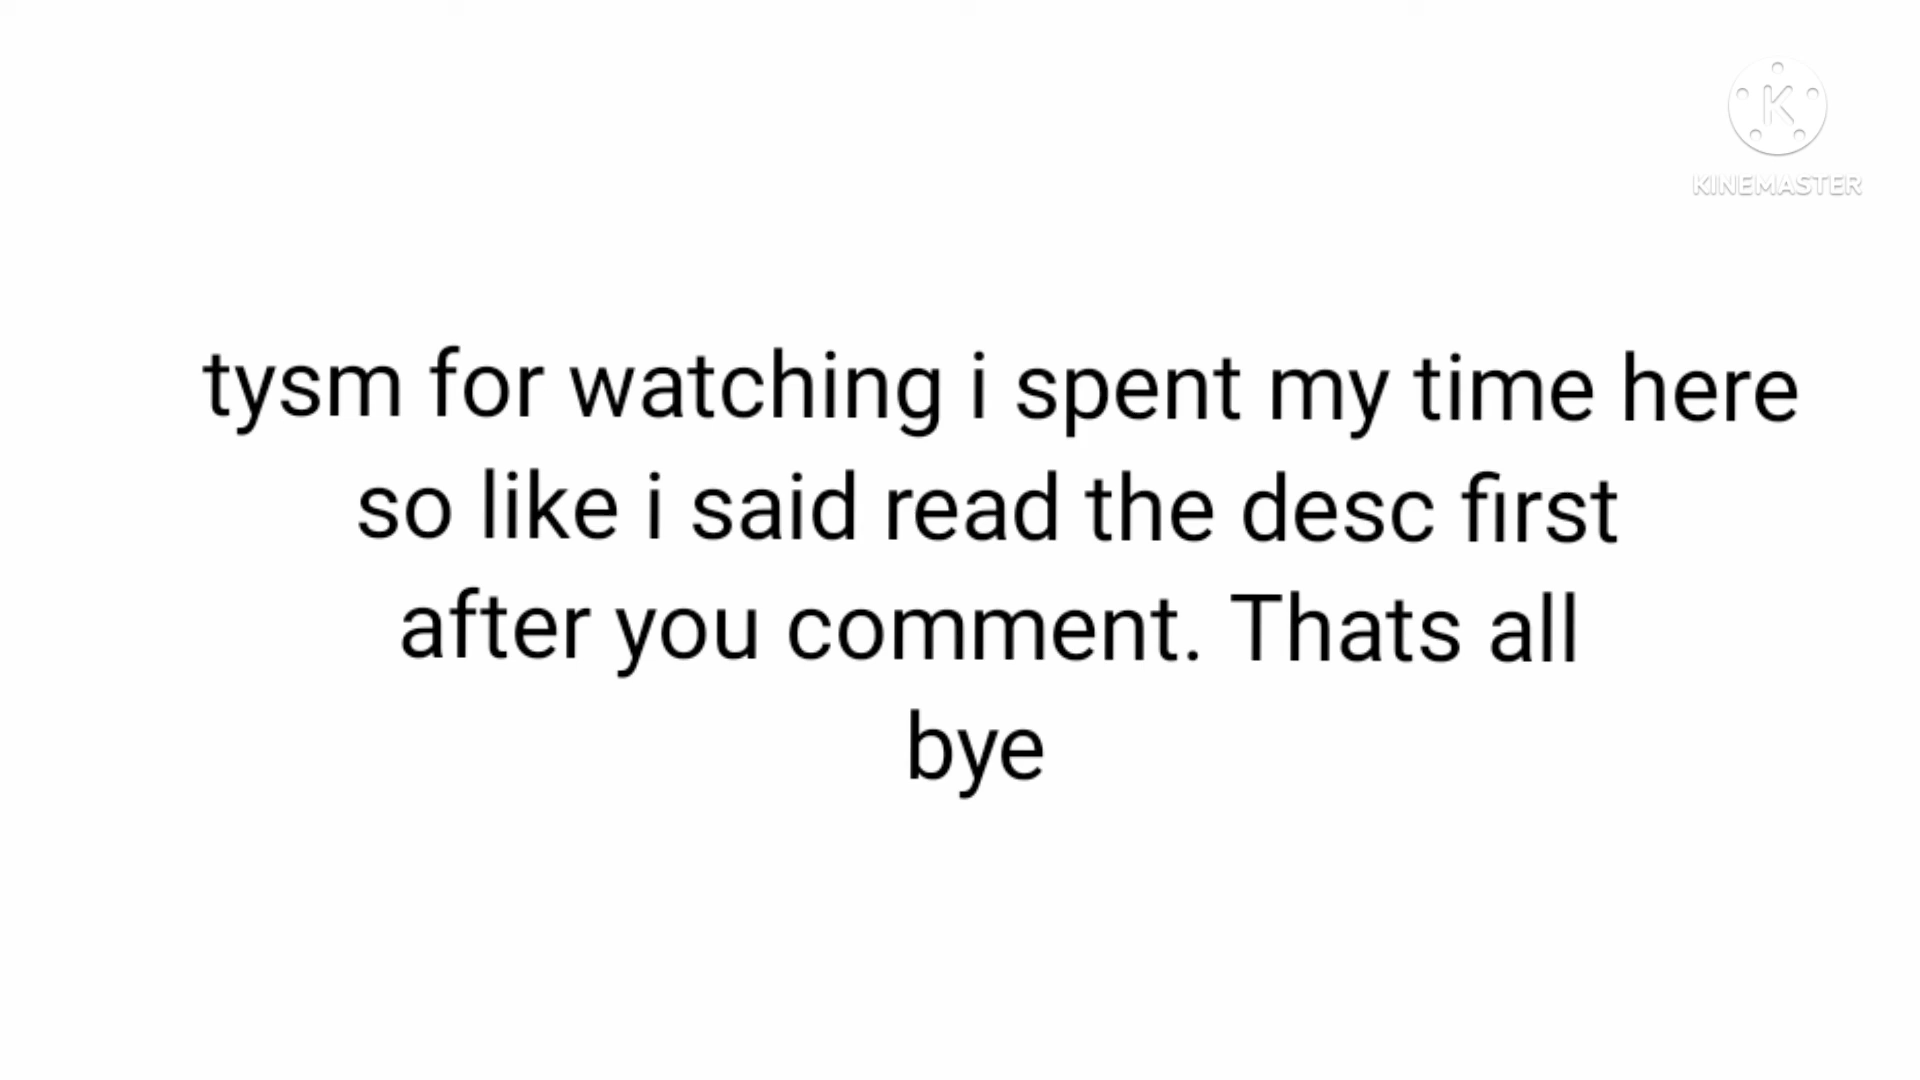 KINEMASTER
tysm for watching i spent my time here
so like i said read the desc first
after you comment. Thats all
bye